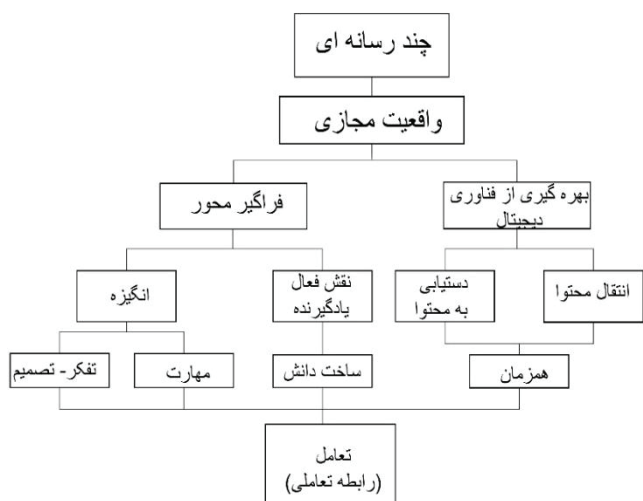 چند رسانه ای
واقعیت مجازی
بهره گیری از فناوری
دیجیتال
فراگیر محور
انتقال محتوا
دستیابی
به محتوا
نقش فعال
یادگیرنده
انگیزه
همزمان
ساخت دانش
مهارت
تفکر- تصمیم
تعامل
(رابطه تعاملی)